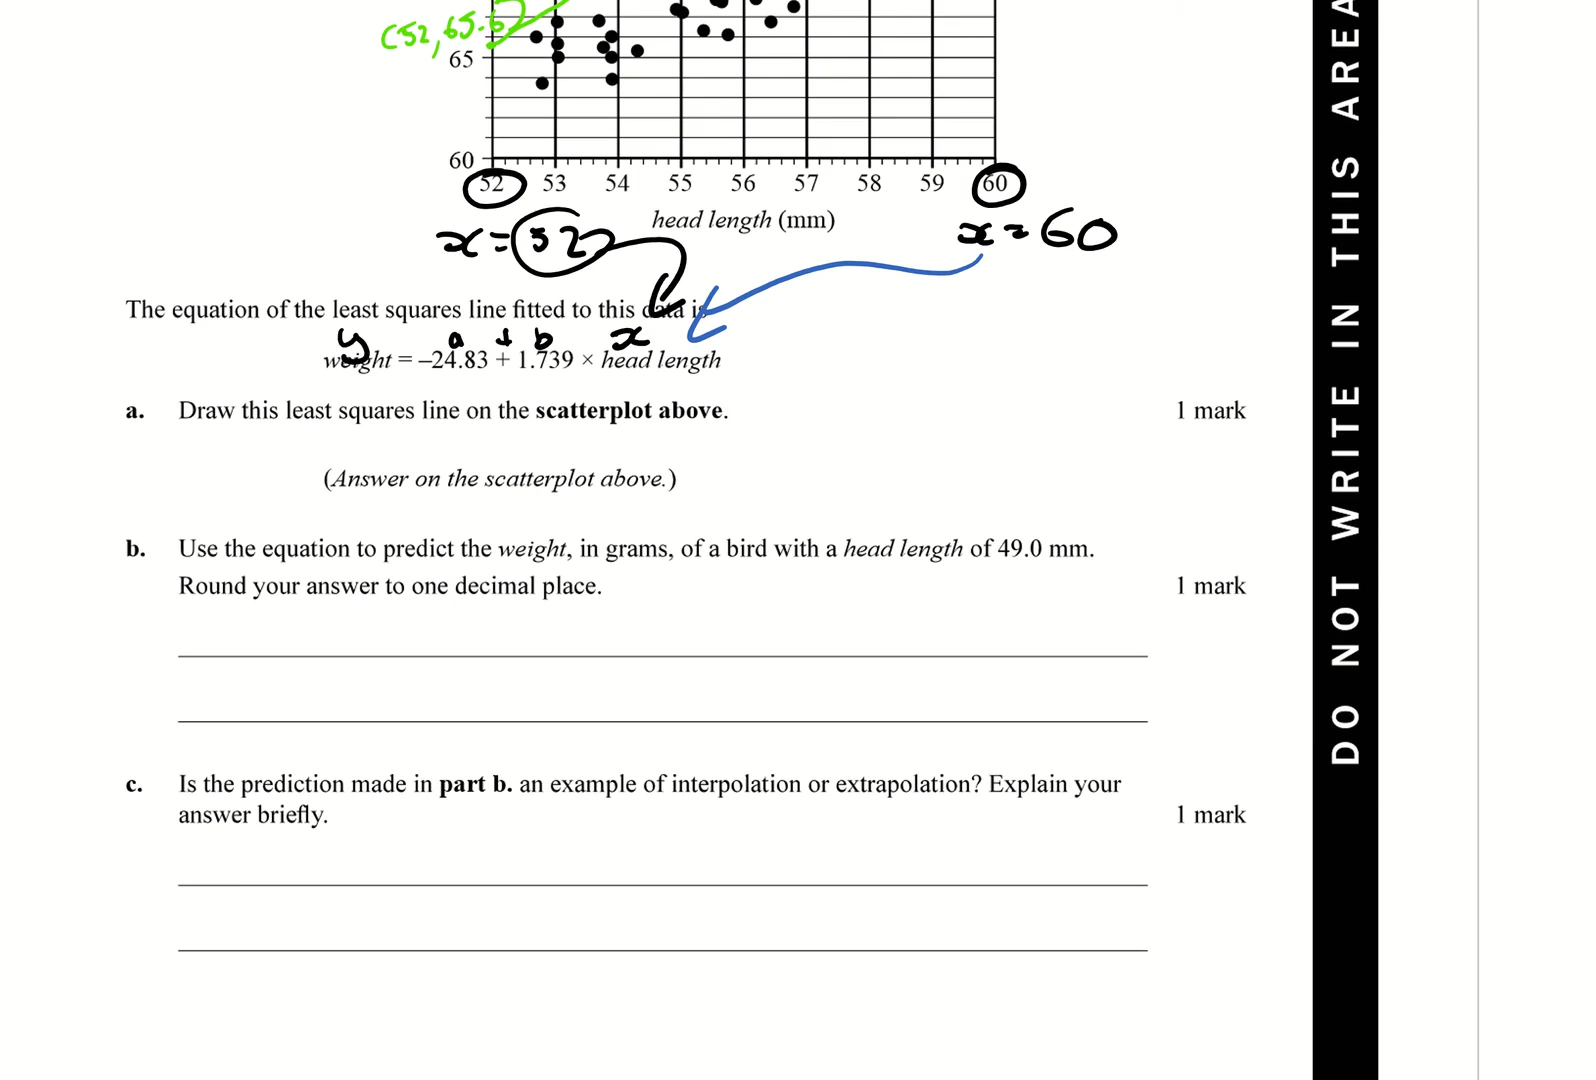 (52, 65.6)
65
60
52 53 54 55 56 57 58 59 60
head length (mm)
x = 52
x = 60
The equation of the least squares line fitted to this data is
y a + b x
weight = –24.83 + 1.739 × head length
a. Draw this least squares line on the scatterplot above. 1 mark
(Answer on the scatterplot above.)
b. Use the equation to predict the weight, in grams, of a bird with a head length of 49.0 mm.
Round your answer to one decimal place. 1 mark
c. Is the prediction made in part b. an example of interpolation or extrapolation? Explain your
answer briefly. 1 mark
DO NOT WRITE IN THIS AREA